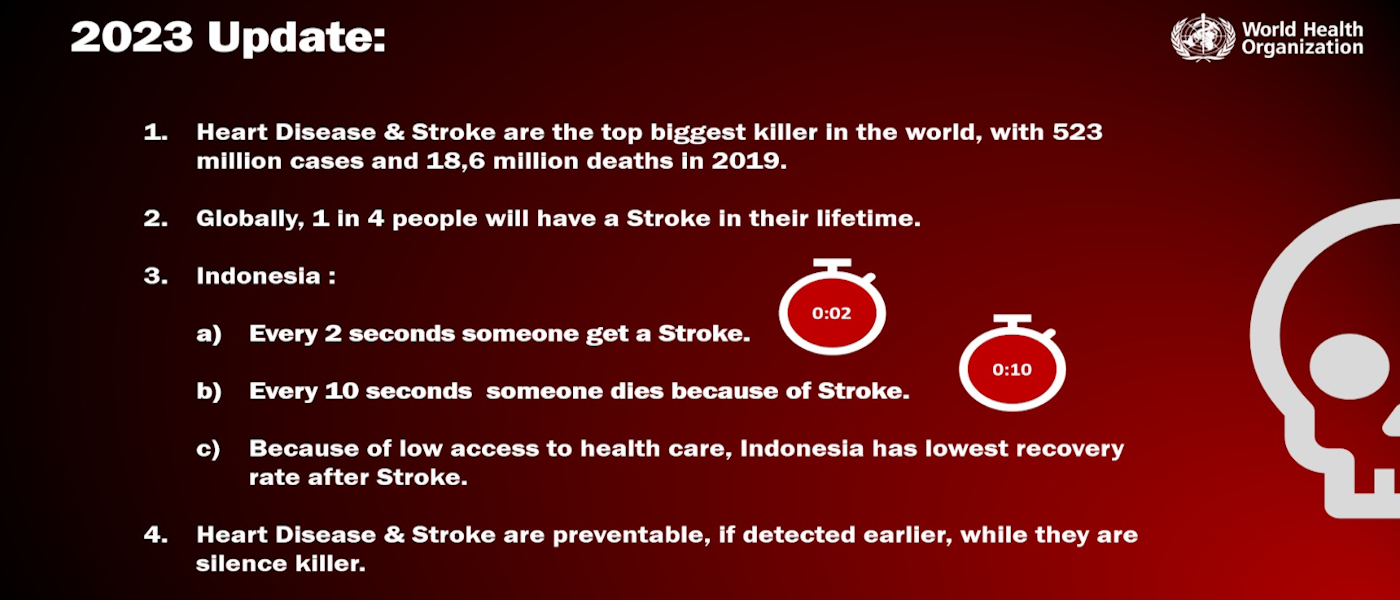 2023 Update:
World Health
Organization
1. Heart Disease & Stroke are the top biggest killer in the world, with 523
million cases and 18,6 million deaths in 2019.
2. Globally, 1 in 4 people will have a Stroke in their lifetime.
3. Indonesia :
a) Every 2 seconds someone get a Stroke.
0:02
b) Every 10 seconds  someone dies because of Stroke.
0:10
c) Because of low access to health care, Indonesia has lowest recovery
rate after Stroke.
4. Heart Disease & Stroke are preventable, if detected earlier, while they are
silence killer.